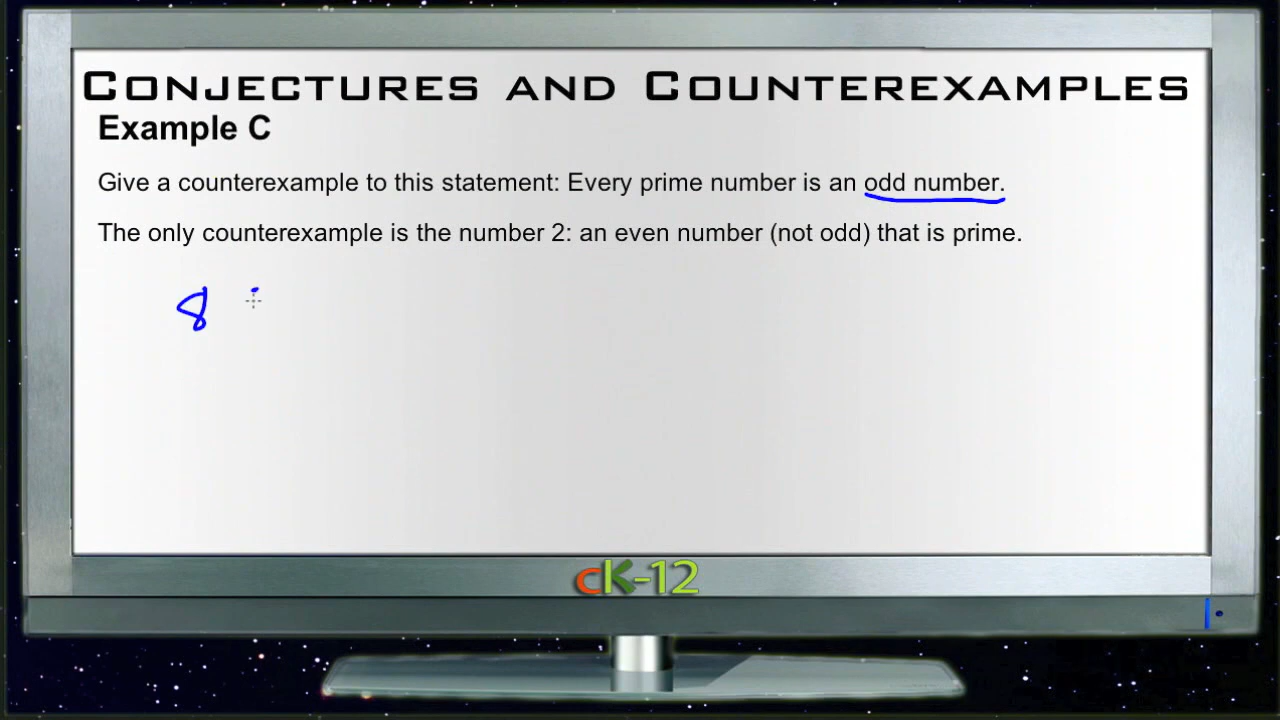 CONJECTURES AND COUNTEREXAMPLES
Example C
Give a counterexample to this statement: Every prime number is an odd number.
The only counterexample is the number 2: an even number (not odd) that is prime.
8
cK-12